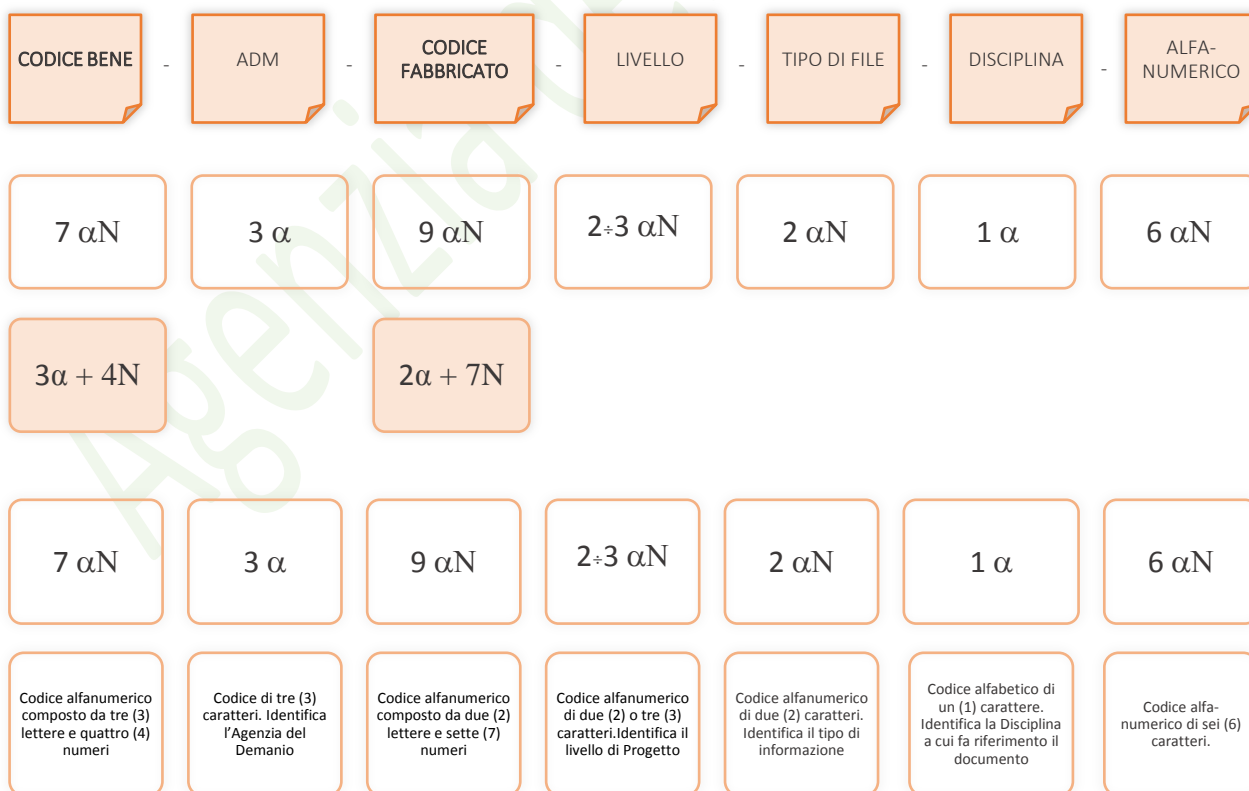 CODICE BENE - ADM - CODICE FABBRICATO - LIVELLO - TIPO DI FILE - DISCIPLINA - ALFA-NUMERICO
7 αN
3 α
9 αN
2÷3 αN
2 αN
1 α
6 αN
3α + 4N
2α + 7N
7 αN
3 α
9 αN
2÷3 αN
2 αN
1 α
6 αN
Codice alfanumerico
composto da tre (3)
lettere e quattro (4)
numeri
Codice di tre (3)
caratteri. Identifica
l’Agenzia del
Demanio
Codice alfanumerico
composto da due (2)
lettere e sette (7)
numeri
Codice alfanumerico
di due (2) o tre (3)
caratteri.Identifica il
livello di Progetto
Codice alfanumerico
di due (2) caratteri.
Identifica il tipo di
informazione
Codice alfabetico di
un (1) carattere.
Identifica la Disciplina
a cui fa riferimento il
documento
Codice alfa-
numerico di sei (6)
caratteri.
Agenzia